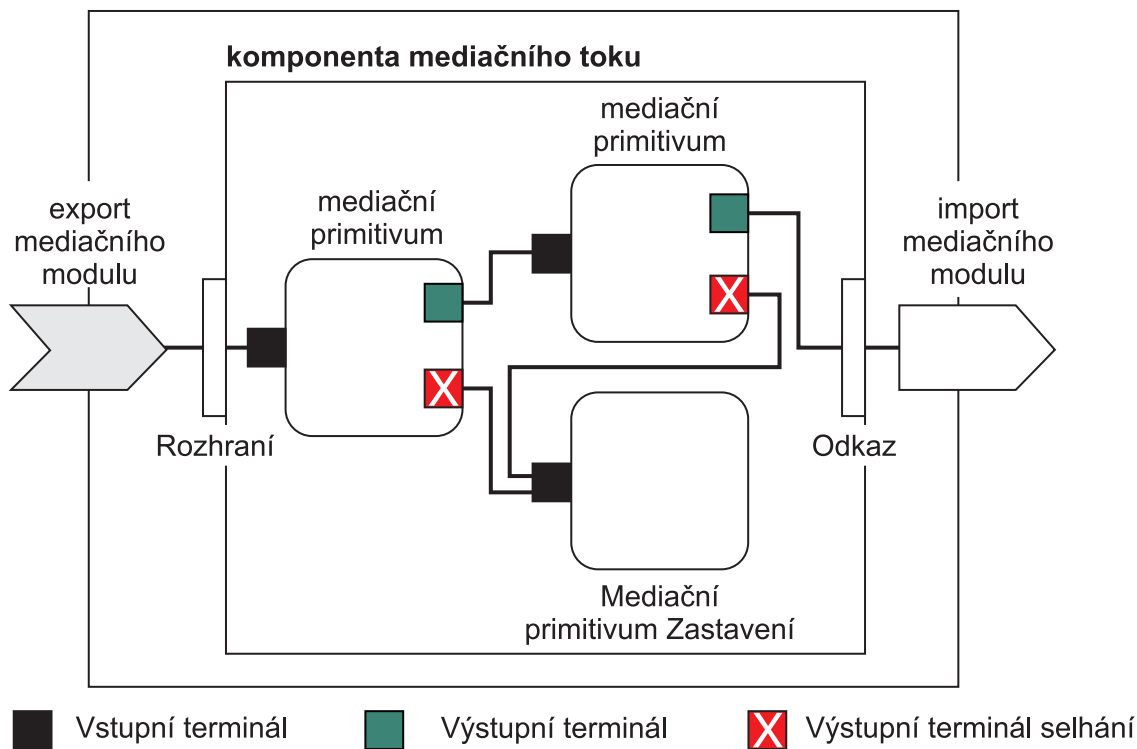 komponenta mediačního toku
mediační
primitivum
mediační
primitivum
export
mediačního
modulu
import
mediačního
modulu
X
X
Rozhraní
Odkaz
Mediační
primitivum Zastavení
Vstupní terminál
Výstupní terminál
X
Výstupní terminál selhání